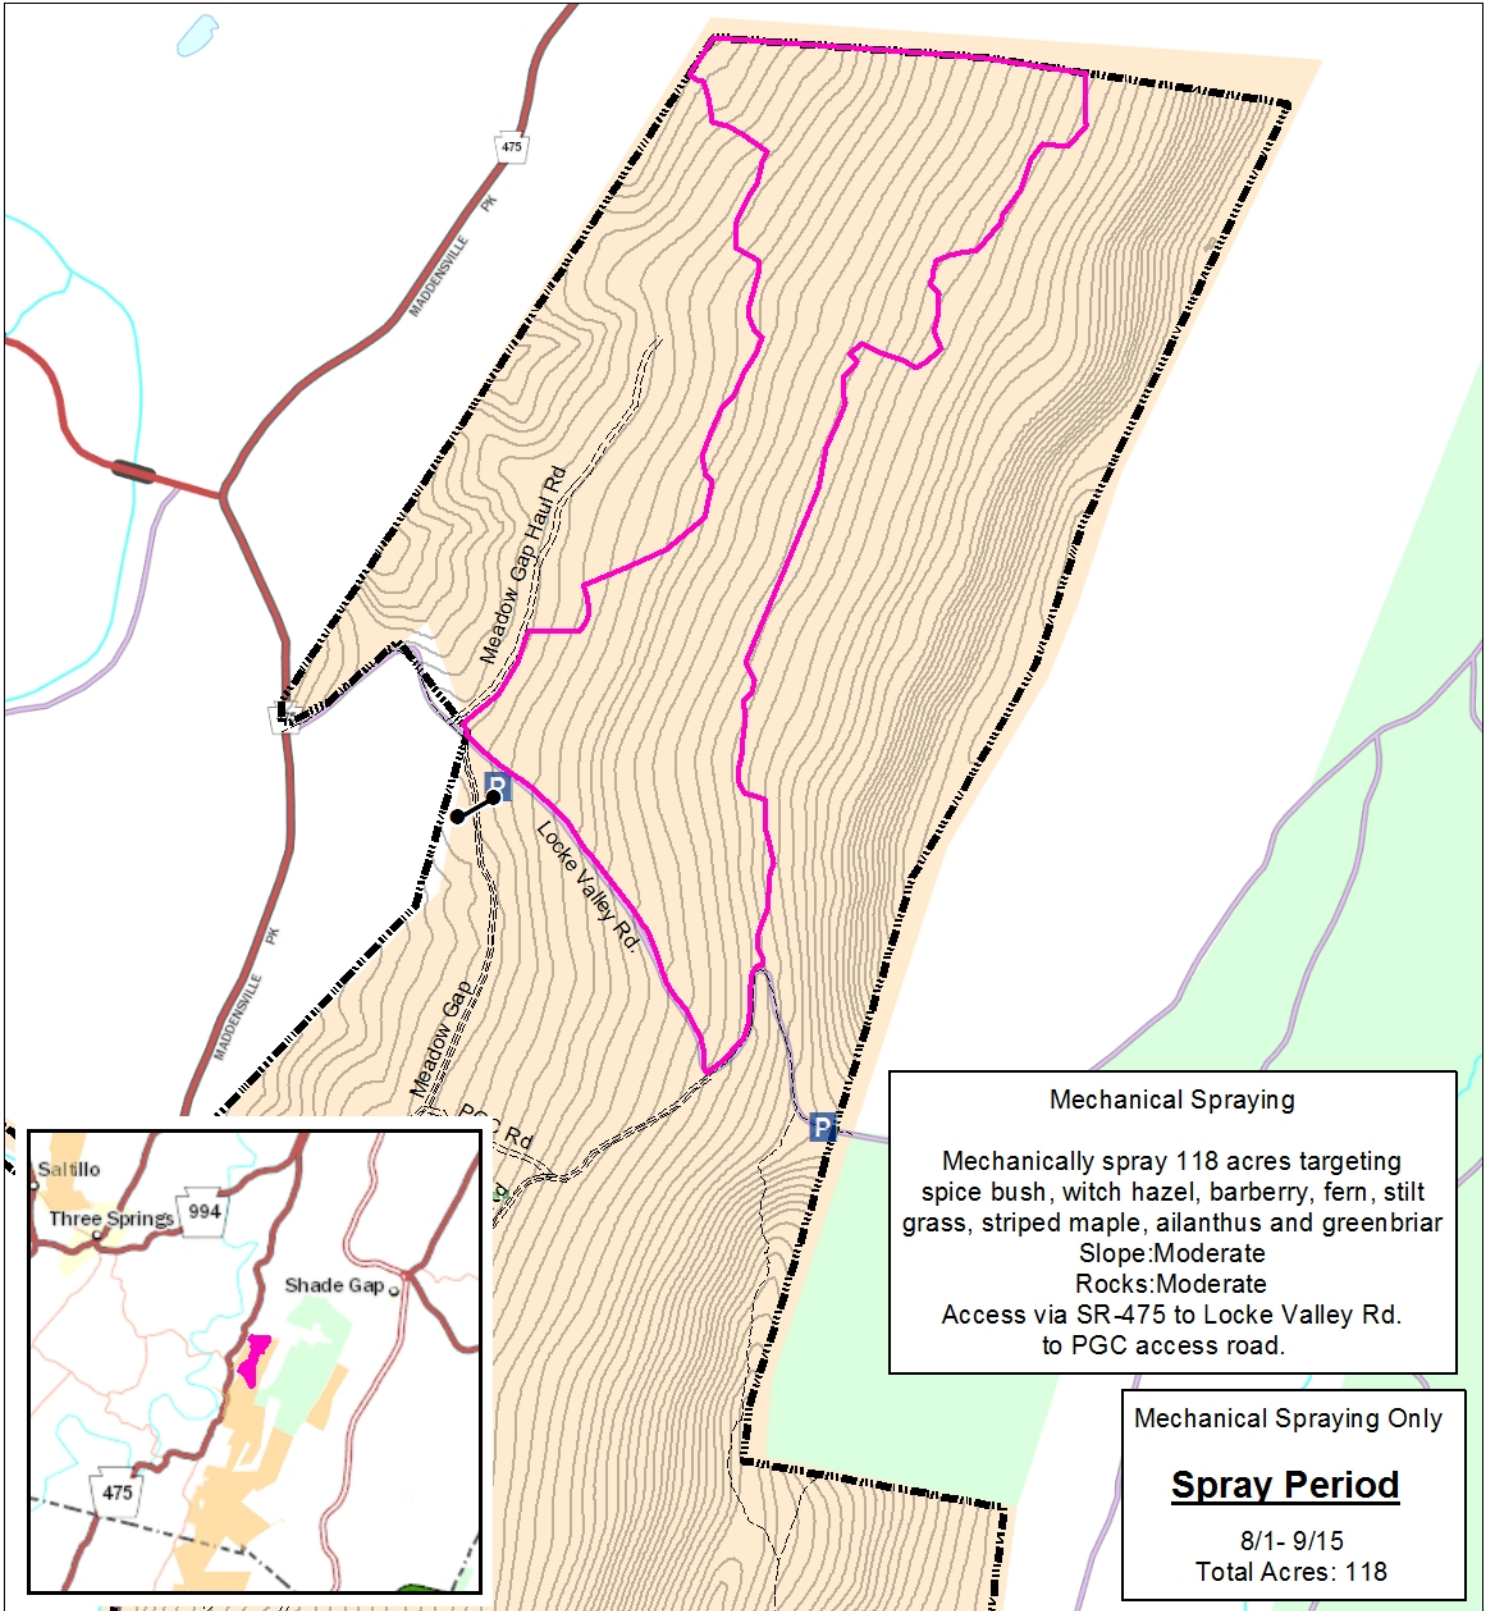 475
PK
MADDENSVILLE
Meadow Gap Haul Rd
P
Locke Valley Rd.
PK
MADDENSVILLE
Meadow Gap
PGC Rd
P
Mechanical Spraying
Mechanically spray 118 acres targeting
spice bush, witch hazel, barberry, fern, stilt
grass, striped maple, ailanthus and greenbriar
Slope:Moderate
Rocks:Moderate
Access via SR-475 to Locke Valley Rd.
to PGC access road.
Saltillo
Three Springs
994
Shade Gap
475
Mechanical Spraying Only
Spray Period
8/1- 9/15
Total Acres: 118